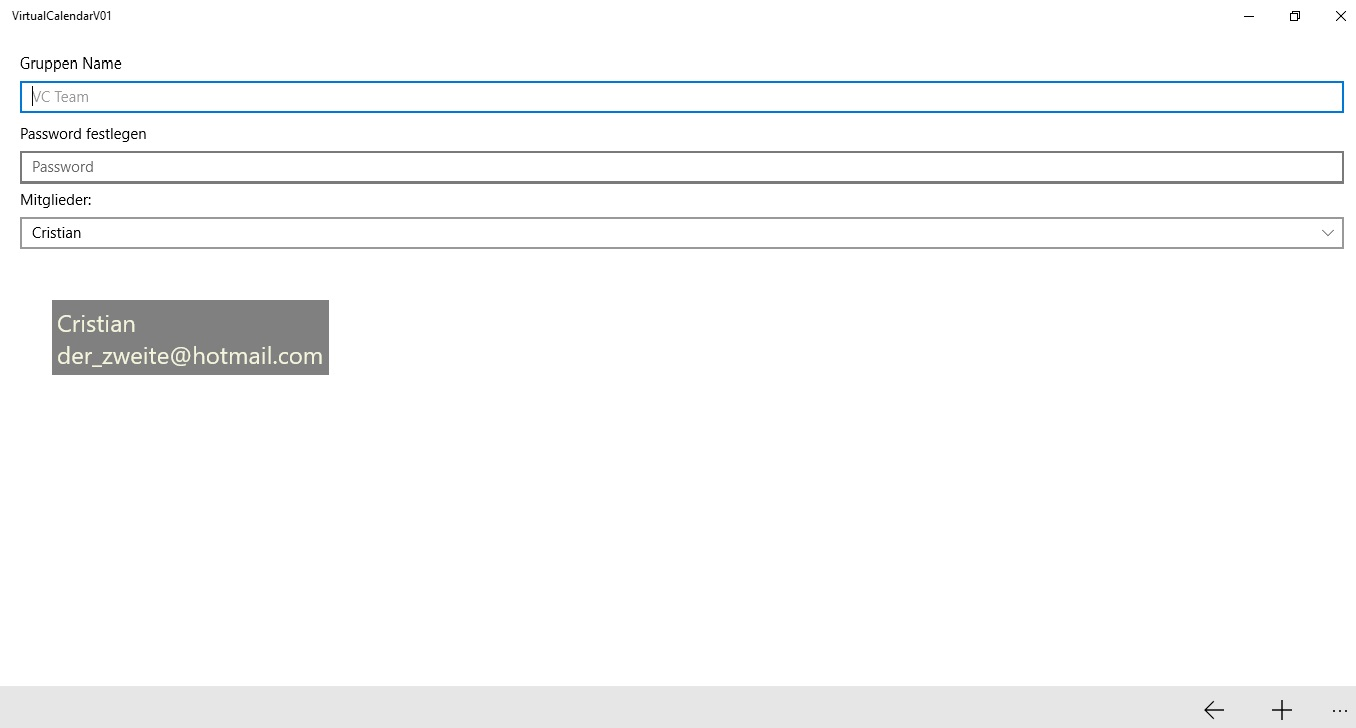 VirtualCalendarV01
Gruppen Name
VC Team
Password festlegen
Password
Mitglieder:
Cristian
Cristian
der_zweite@hotmail.com